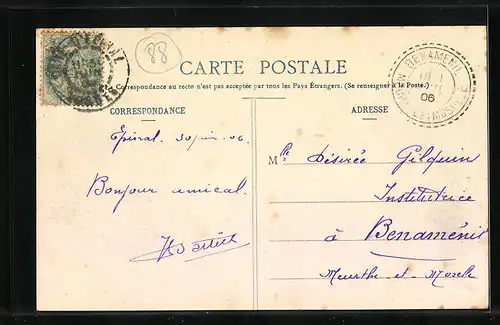 88
CARTE POSTALE
La Correspondance au recto n'est pas acceptée par tous les Pays Étrangers. (Se renseigner à la Poste.)
CORRESPONDANCE
ADRESSE
BENAMENIL
06
Epinal. 30 juin. 06.
Bonjour amical.
Mlle Désirée Gilquin
Institutrice
à Benaménil
Meurthe et Moselle